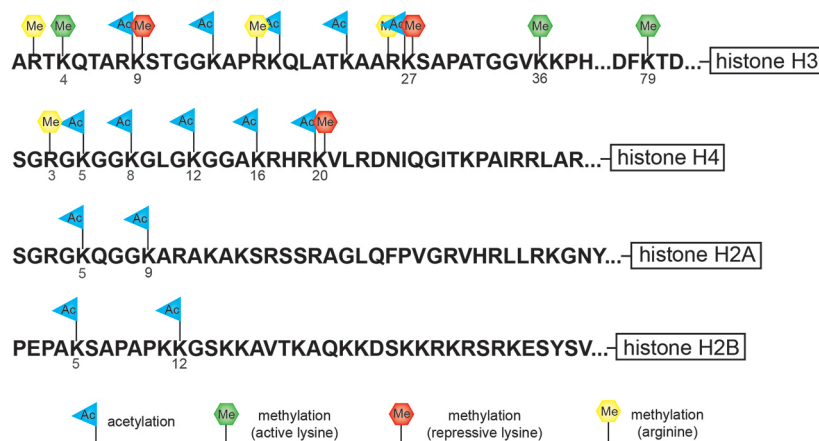 Me Me Ac Me Ac Me Ac Ac Me Ac Me Me Me
ARTKQTARKSTGGKAPRKQLATKAARKSAPATGGVKKPH...DFKTD... histone H3
4 9 27 36 79
Me Ac Ac Ac Ac Ac Me
SGRGKGGKGLGKGGAKRHRKVLRDNIQGITKPAIRRLAR... histone H4
3 5 8 12 16 20
Ac Ac
SGRGKQGGKARAKAKSRSSRAGLQFPVGRVHRLLRKGNY... histone H2A
5 9
Ac Ac
PEPAKSAPAPKKGSKKAVTKAQKKDSKKRKRSRKESYSV... histone H2B
5 12
Ac acetylation Me methylation Me methylation Me methylation
(active lysine) (repressive lysine) (arginine)